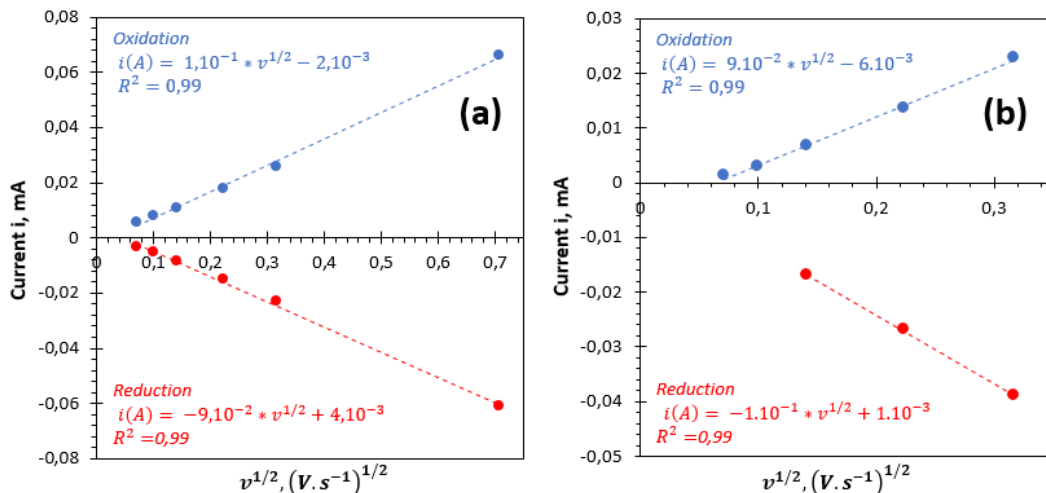 0,08
0,06
0,04
0,02
0
-0,02
-0,04
-0,06
-0,08
0 0,1 0,2 0,3 0,4 0,5 0,6 0,7
Current i, mA
Oxidation
i(A) = 1,10⁻¹ * v^{1/2} − 2,10⁻³
R² = 0,99
(a)
Reduction
i(A) = −9,10⁻² * v^{1/2} + 4,10⁻³
R² =0,99
v^{1/2}, (V.s⁻¹)^{1/2}
0,03
0,02
0,01
0
-0,01
-0,02
-0,03
-0,04
-0,05
0 0,1 0,2 0,3
Current i, mA
Oxidation
i(A) = 9.10⁻² * v^{1/2} − 6.10⁻³
R² = 0,99
(b)
Reduction
i(A) = −1.10⁻¹ * v^{1/2} + 1.10⁻³
R² =0,99
v^{1/2}, (V.s⁻¹)^{1/2}